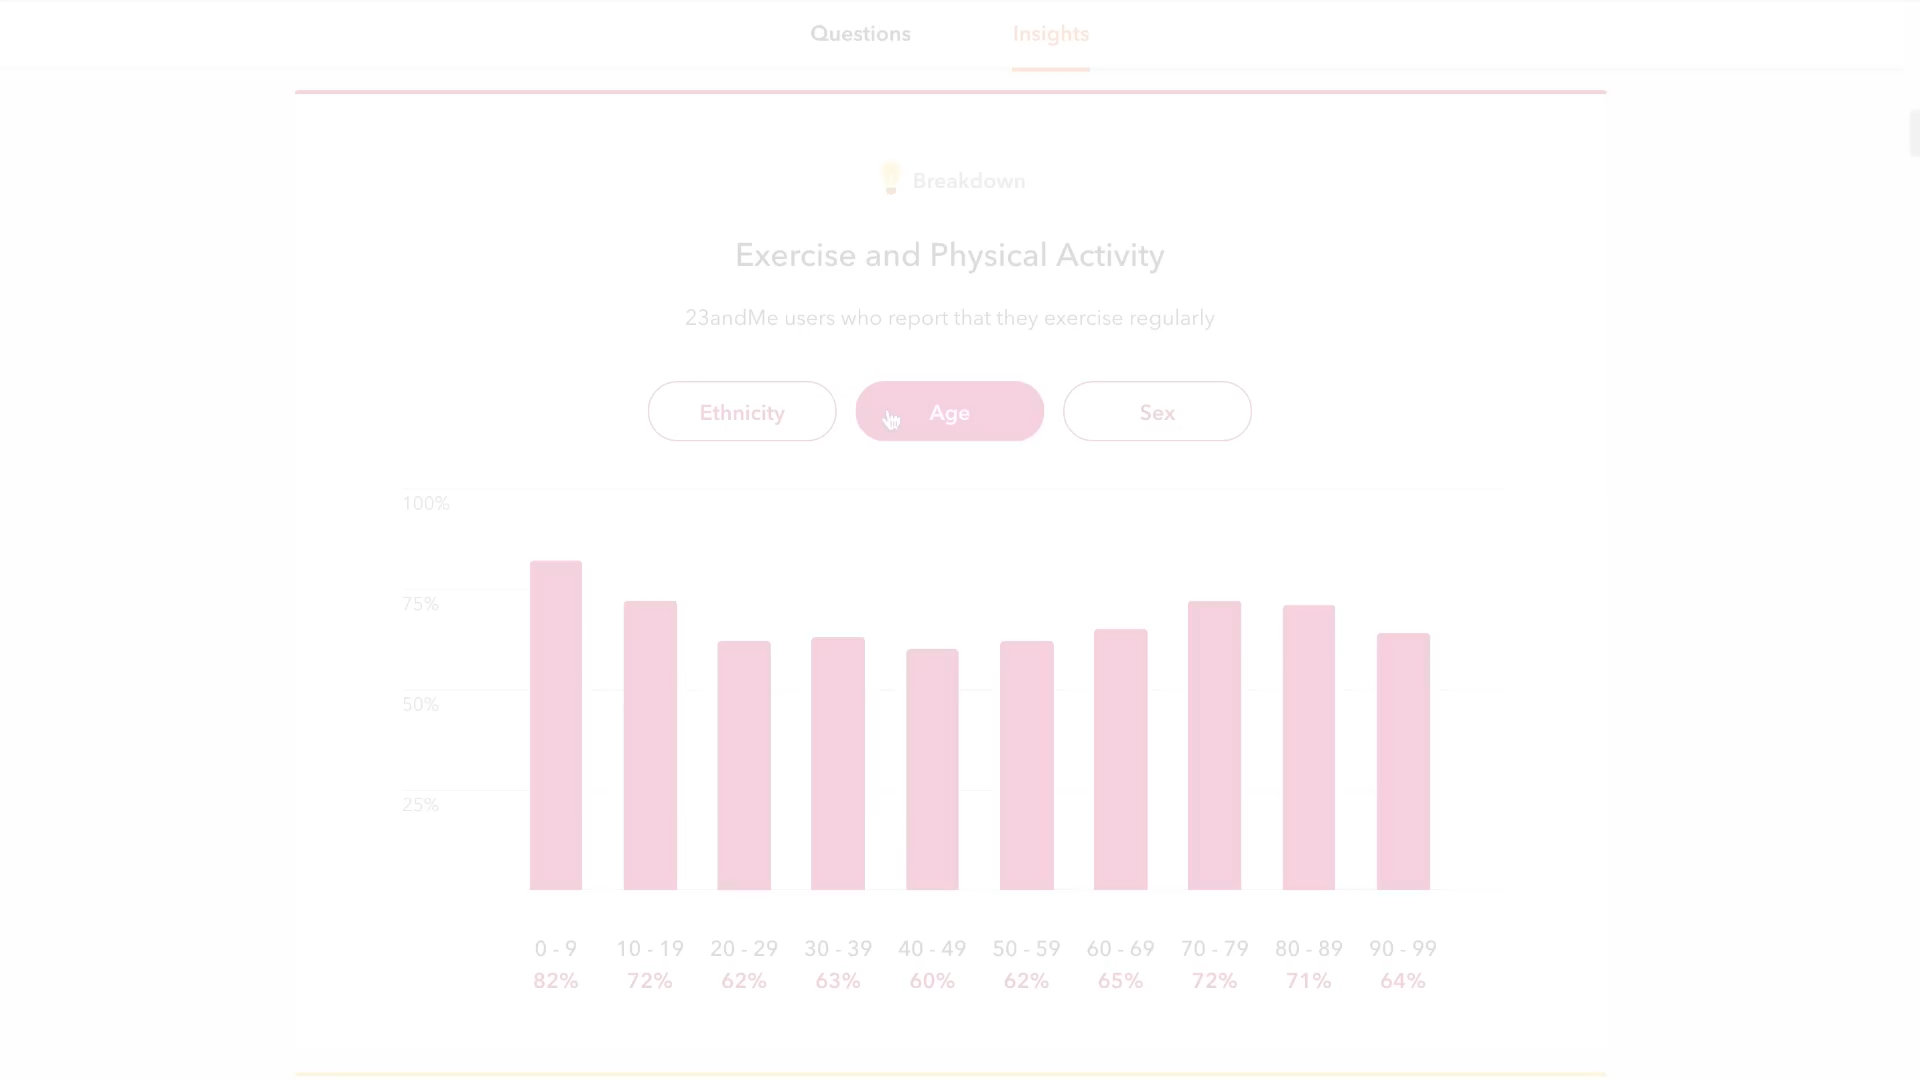 Questions Insights
Breakdown
Exercise and Physical Activity
23andMe users who report that they exercise regularly
Ethnicity Age Sex
100%
75%
50%
25%
0 - 9 10 - 19 20 - 29 30 - 39 40 - 49 50 - 59 60 - 69 70 - 79 80 - 89 90 - 99
82% 72% 62% 63% 60% 62% 65% 72% 71% 64%